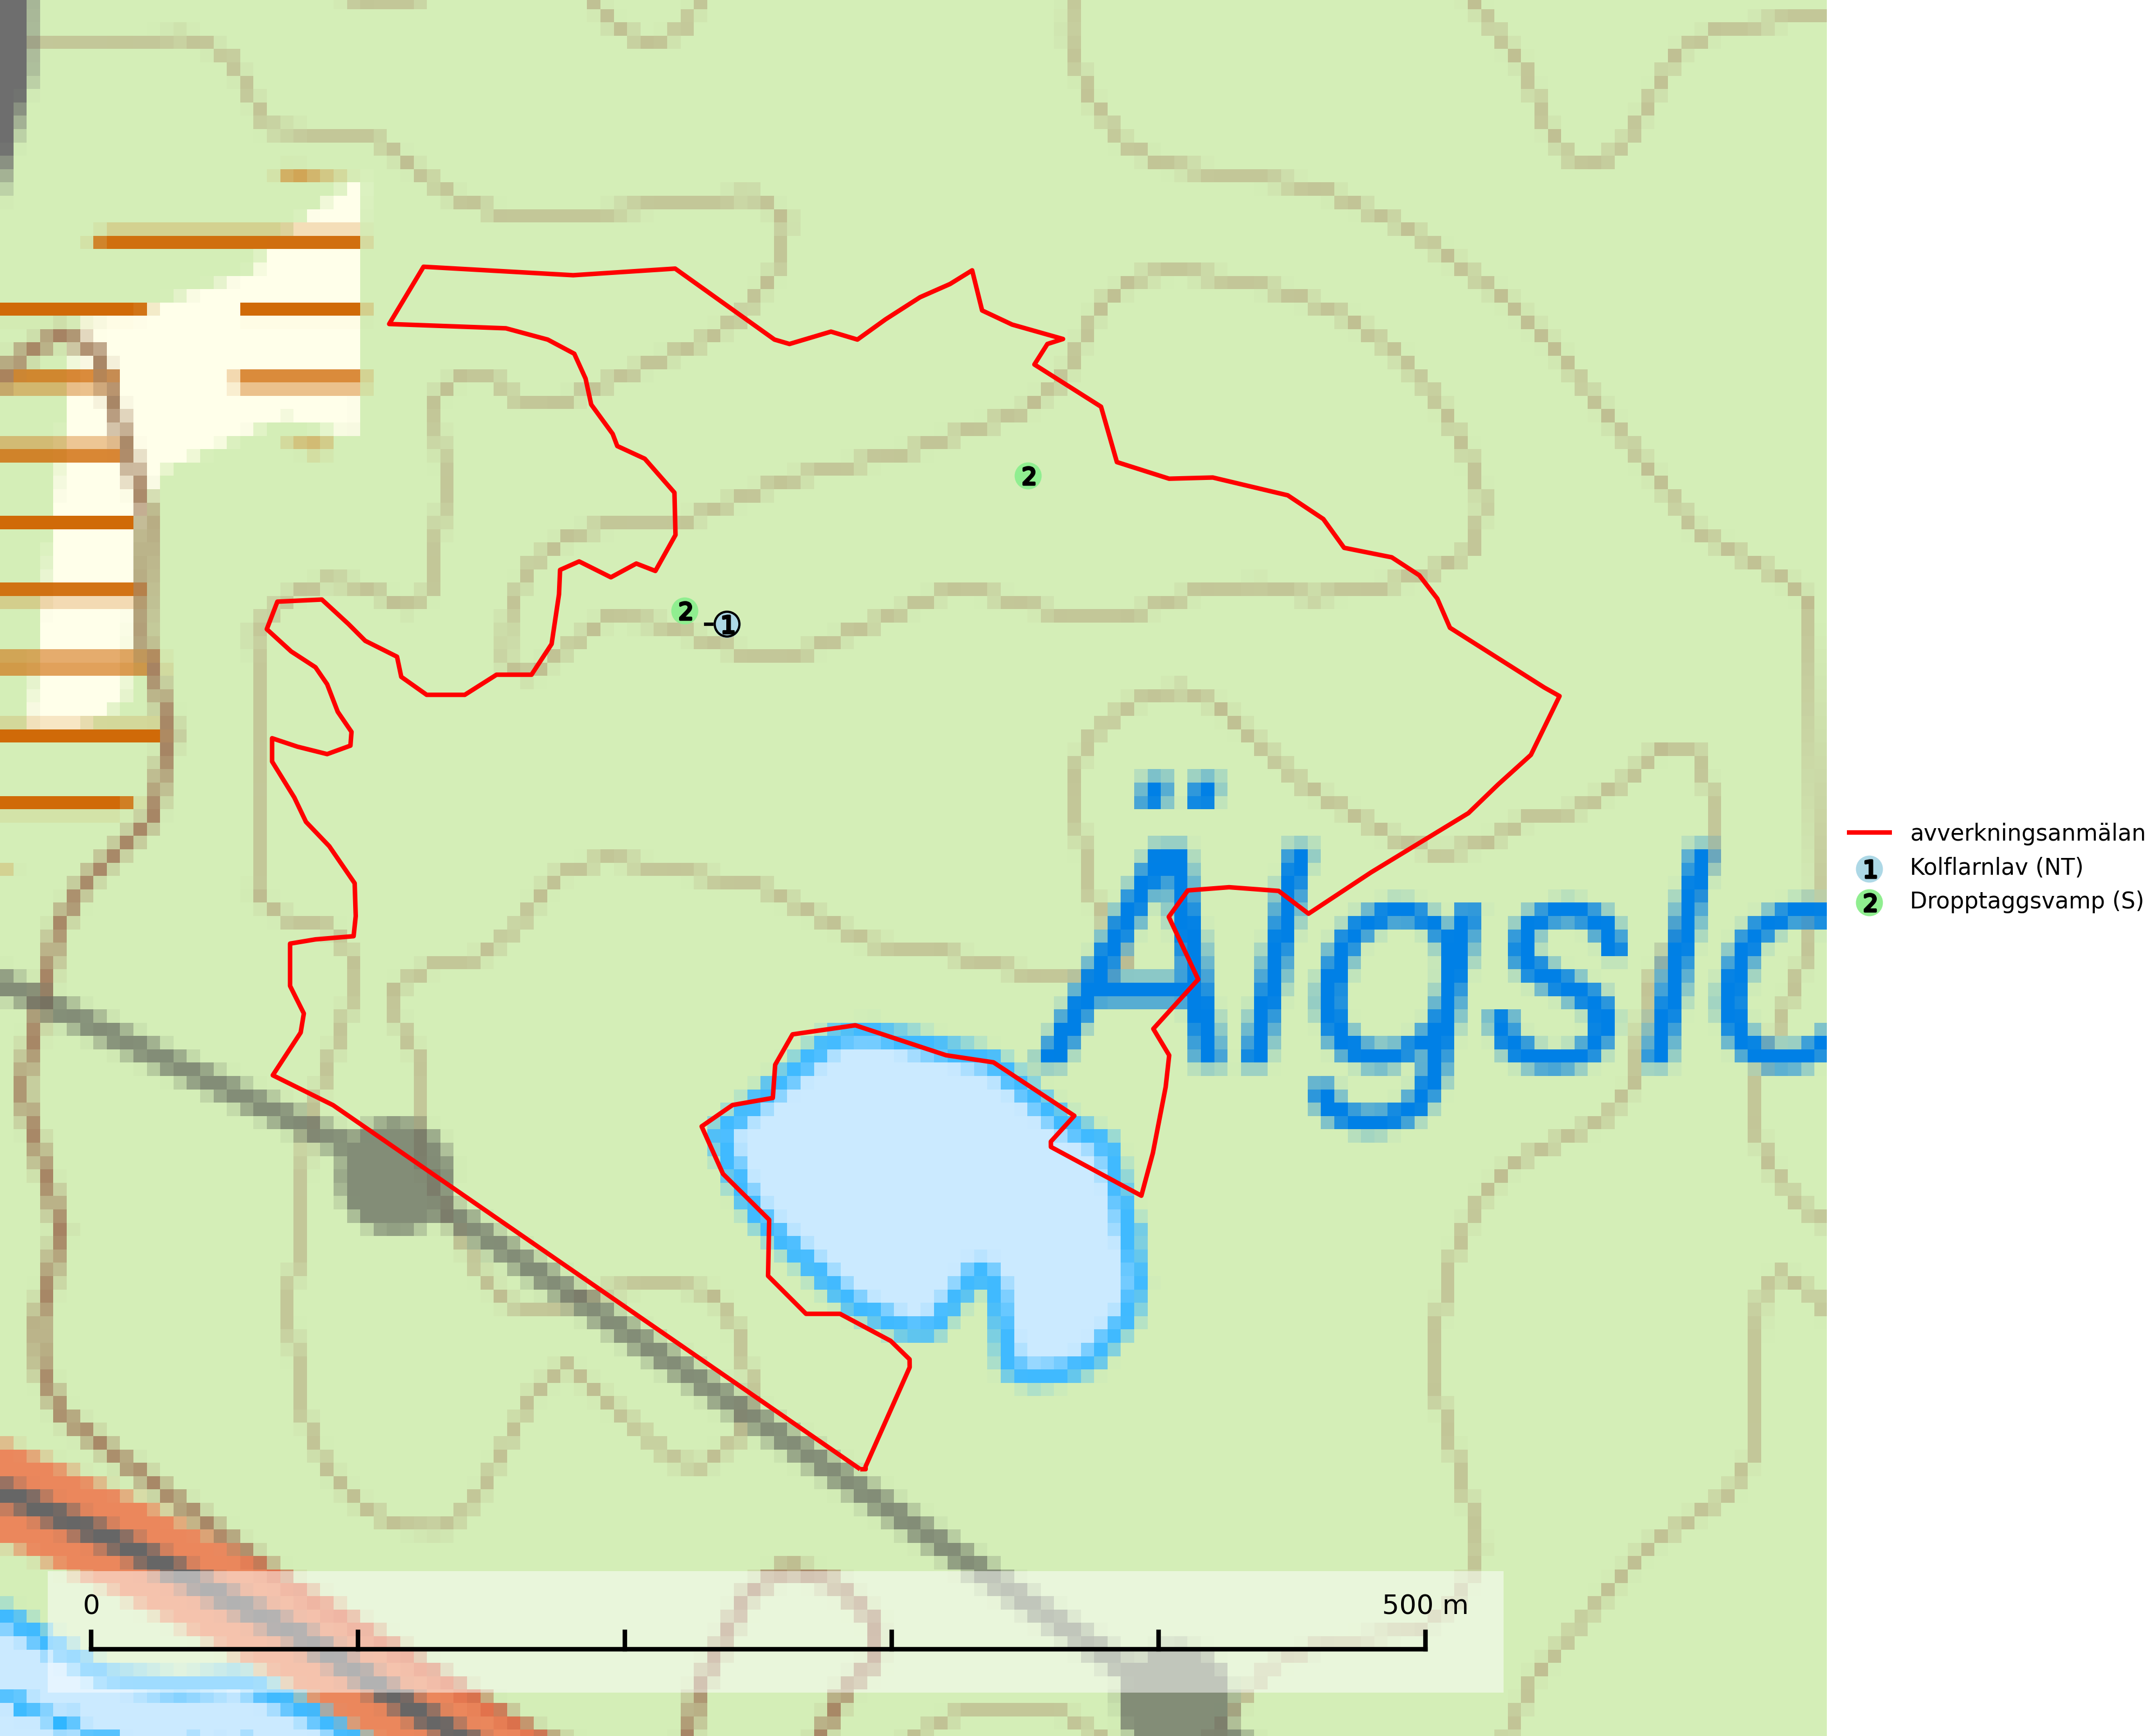 2
2
1
Älgslo
avverkningsanmälan
1 Kolflarnlav (NT)
2 Dropptaggsvamp (S)
0 500 m